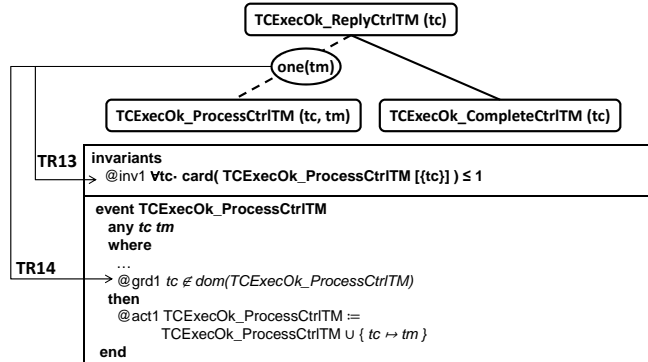 TCExecOk_ReplyCtrlTM (tc)
one(tm)
TCExecOk_ProcessCtrlTM (tc, tm)
TCExecOk_CompleteCtrlTM (tc)
TR13
invariants
@inv1 ∀tc· card( TCExecOk_ProcessCtrlTM [{tc}] ) ≤ 1
event TCExecOk_ProcessCtrlTM
any tc tm
where
...
TR14
@grd1 tc ∉ dom(TCExecOk_ProcessCtrlTM)
then
@act1 TCExecOk_ProcessCtrlTM ≔
TCExecOk_ProcessCtrlTM ∪ { tc ↦ tm }
end